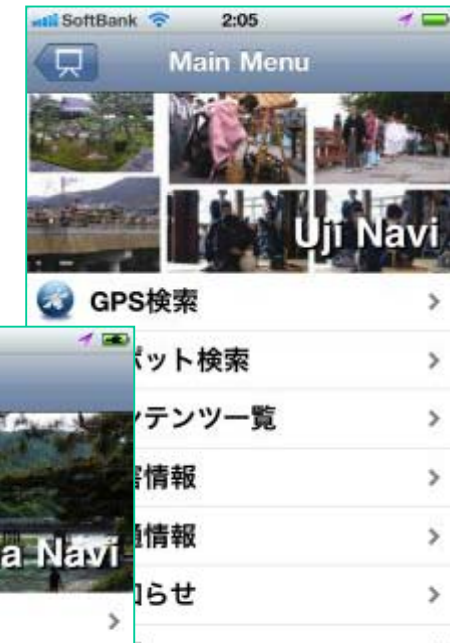 SoftBank 2:05
Main Menu
Uji Navi
GPS検索
ット検索
テンツ一覧
情報
情報
らせ
a Navi